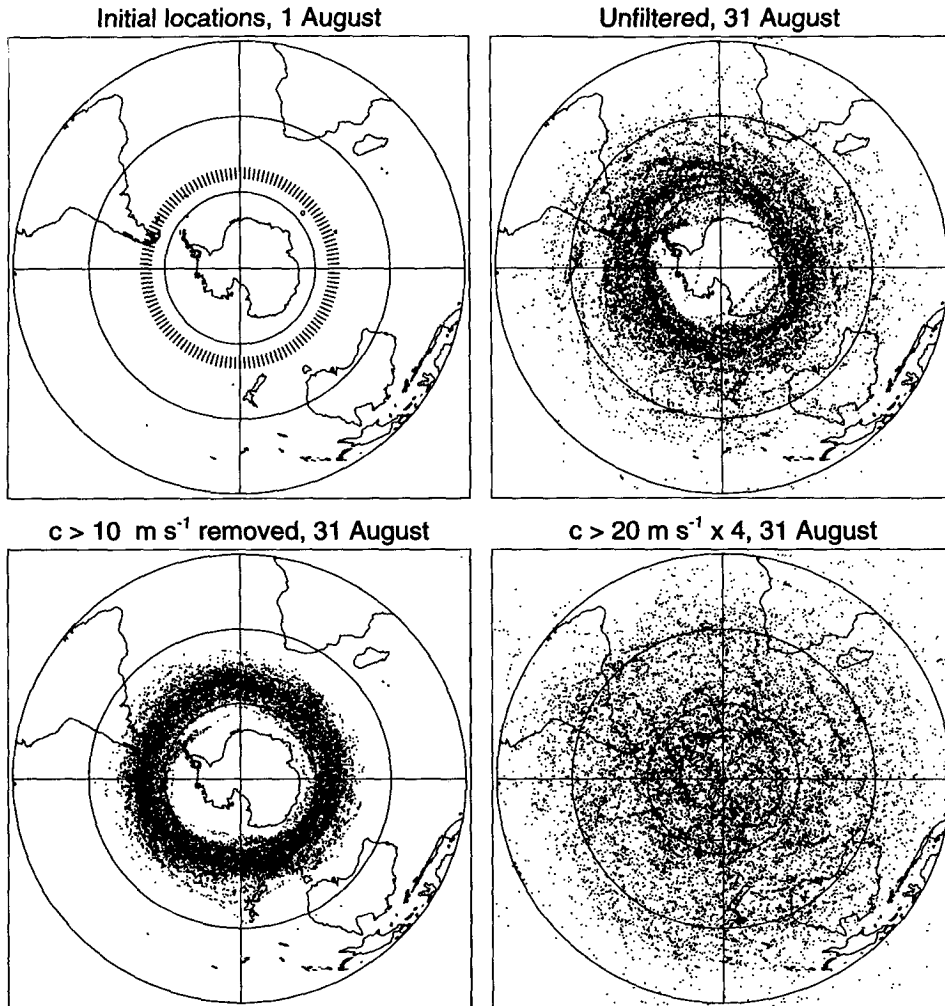 Initial locations, 1 August
Unfiltered, 31 August
c > 10 m s⁻¹ removed, 31 August
c > 20 m s⁻¹ x 4, 31 August